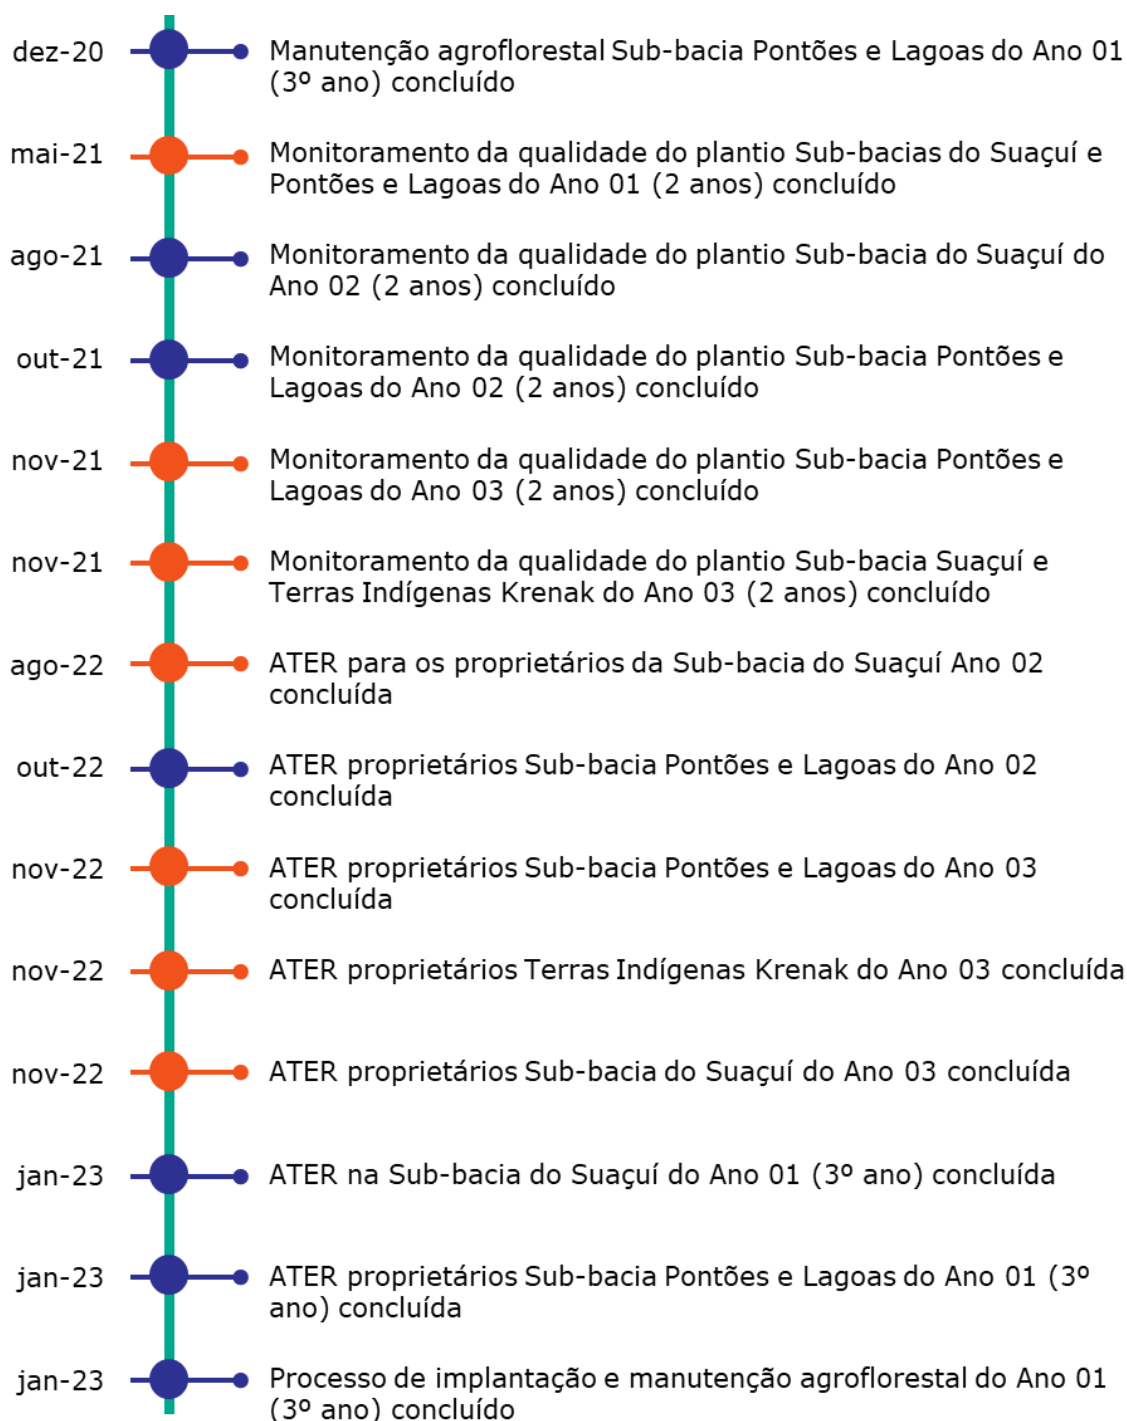 dez-20 Manutenção agroflorestal Sub-bacia Pontões e Lagoas do Ano 01
(3º ano) concluído
mai-21 Monitoramento da qualidade do plantio Sub-bacias do Suaçuí e
Pontões e Lagoas do Ano 01 (2 anos) concluído
ago-21 Monitoramento da qualidade do plantio Sub-bacia do Suaçuí do
Ano 02 (2 anos) concluído
out-21 Monitoramento da qualidade do plantio Sub-bacia Pontões e
Lagoas do Ano 02 (2 anos) concluído
nov-21 Monitoramento da qualidade do plantio Sub-bacia Pontões e
Lagoas do Ano 03 (2 anos) concluído
nov-21 Monitoramento da qualidade do plantio Sub-bacia Suaçuí e
Terras Indígenas Krenak do Ano 03 (2 anos) concluído
ago-22 ATER para os proprietários da Sub-bacia do Suaçuí Ano 02
concluída
out-22 ATER proprietários Sub-bacia Pontões e Lagoas do Ano 02
concluída
nov-22 ATER proprietários Sub-bacia Pontões e Lagoas do Ano 03
concluída
nov-22 ATER proprietários Terras Indígenas Krenak do Ano 03 concluída
nov-22 ATER proprietários Sub-bacia do Suaçuí do Ano 03 concluída
jan-23 ATER na Sub-bacia do Suaçuí do Ano 01 (3º ano) concluída
jan-23 ATER proprietários Sub-bacia Pontões e Lagoas do Ano 01 (3º
ano) concluída
jan-23 Processo de implantação e manutenção agroflorestal do Ano 01
(3º ano) concluído